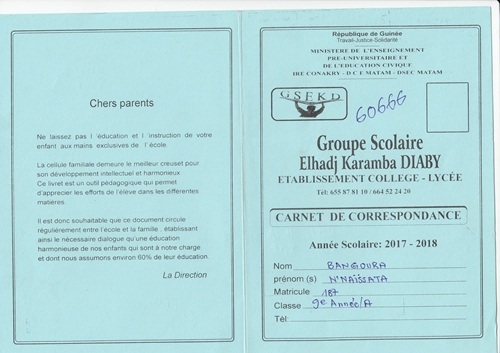 Chers parents
Ne laissez pas l 'éducation et l instruction de votre
enfant aux mains exclusives de l école.
La cellule familiale demeure le meilleur creuset pour
son développement intellectuel et harmonieux.
Ce livret est un outil pédagogique qui permet
d'apprécier les efforts de l'élève dans les différentes
matières.
Il est donc souhaitable que ce document circule
régulièrement entre l'école et la famille, établissant
ainsi le nécessaire dialogue qu'une éducation
harmonieuse de nos enfants qui sont à notre charge
et dont nous assumons environ 60% de leur éducation.
La Direction
République de Guinée
Travail-Justice-Solidarité
MINISTERE DE L'ENSEIGNEMENT
PRE-UNIVERSITAIRE ET
DE L'EDUCATION CIVIQUE
IRE CONAKRY - D C E MATAM - DSEC MATAM
GSEKD
60666
Groupe Scolaire
Elhadj Karamba DIABY
ETABLISSEMENT COLLEGE - LYCÉE
Tél: 655 87 81 10 / 664 52 24 20
CARNET DE CORRESPONDANCE
Année Scolaire: 2017 - 2018
Nom BANGOURA
prénom (s) N'NAÏSSATA
Matricule 187
Classe 9e Année/A
Tél: